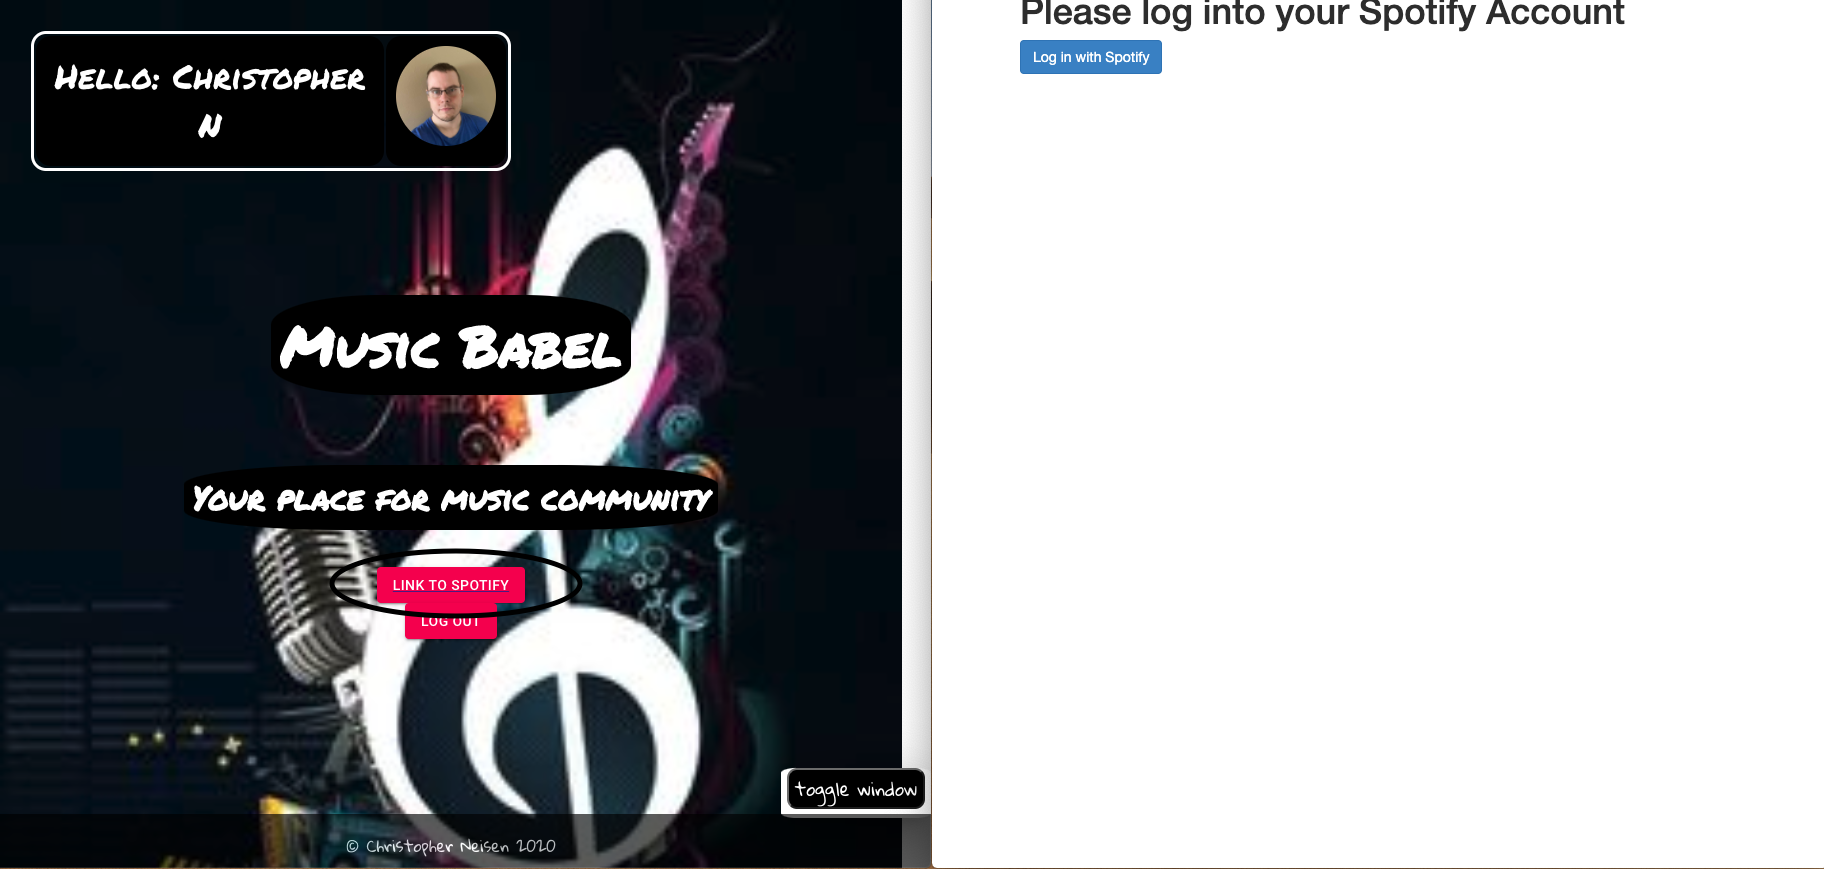 Hello: Christopher
N
Music Babel
Your place for music community
LINK TO SPOTIFY
LOG OUT
toggle window
© Christopher Neisen 2020
Please log into your Spotify Account
Log in with Spotify